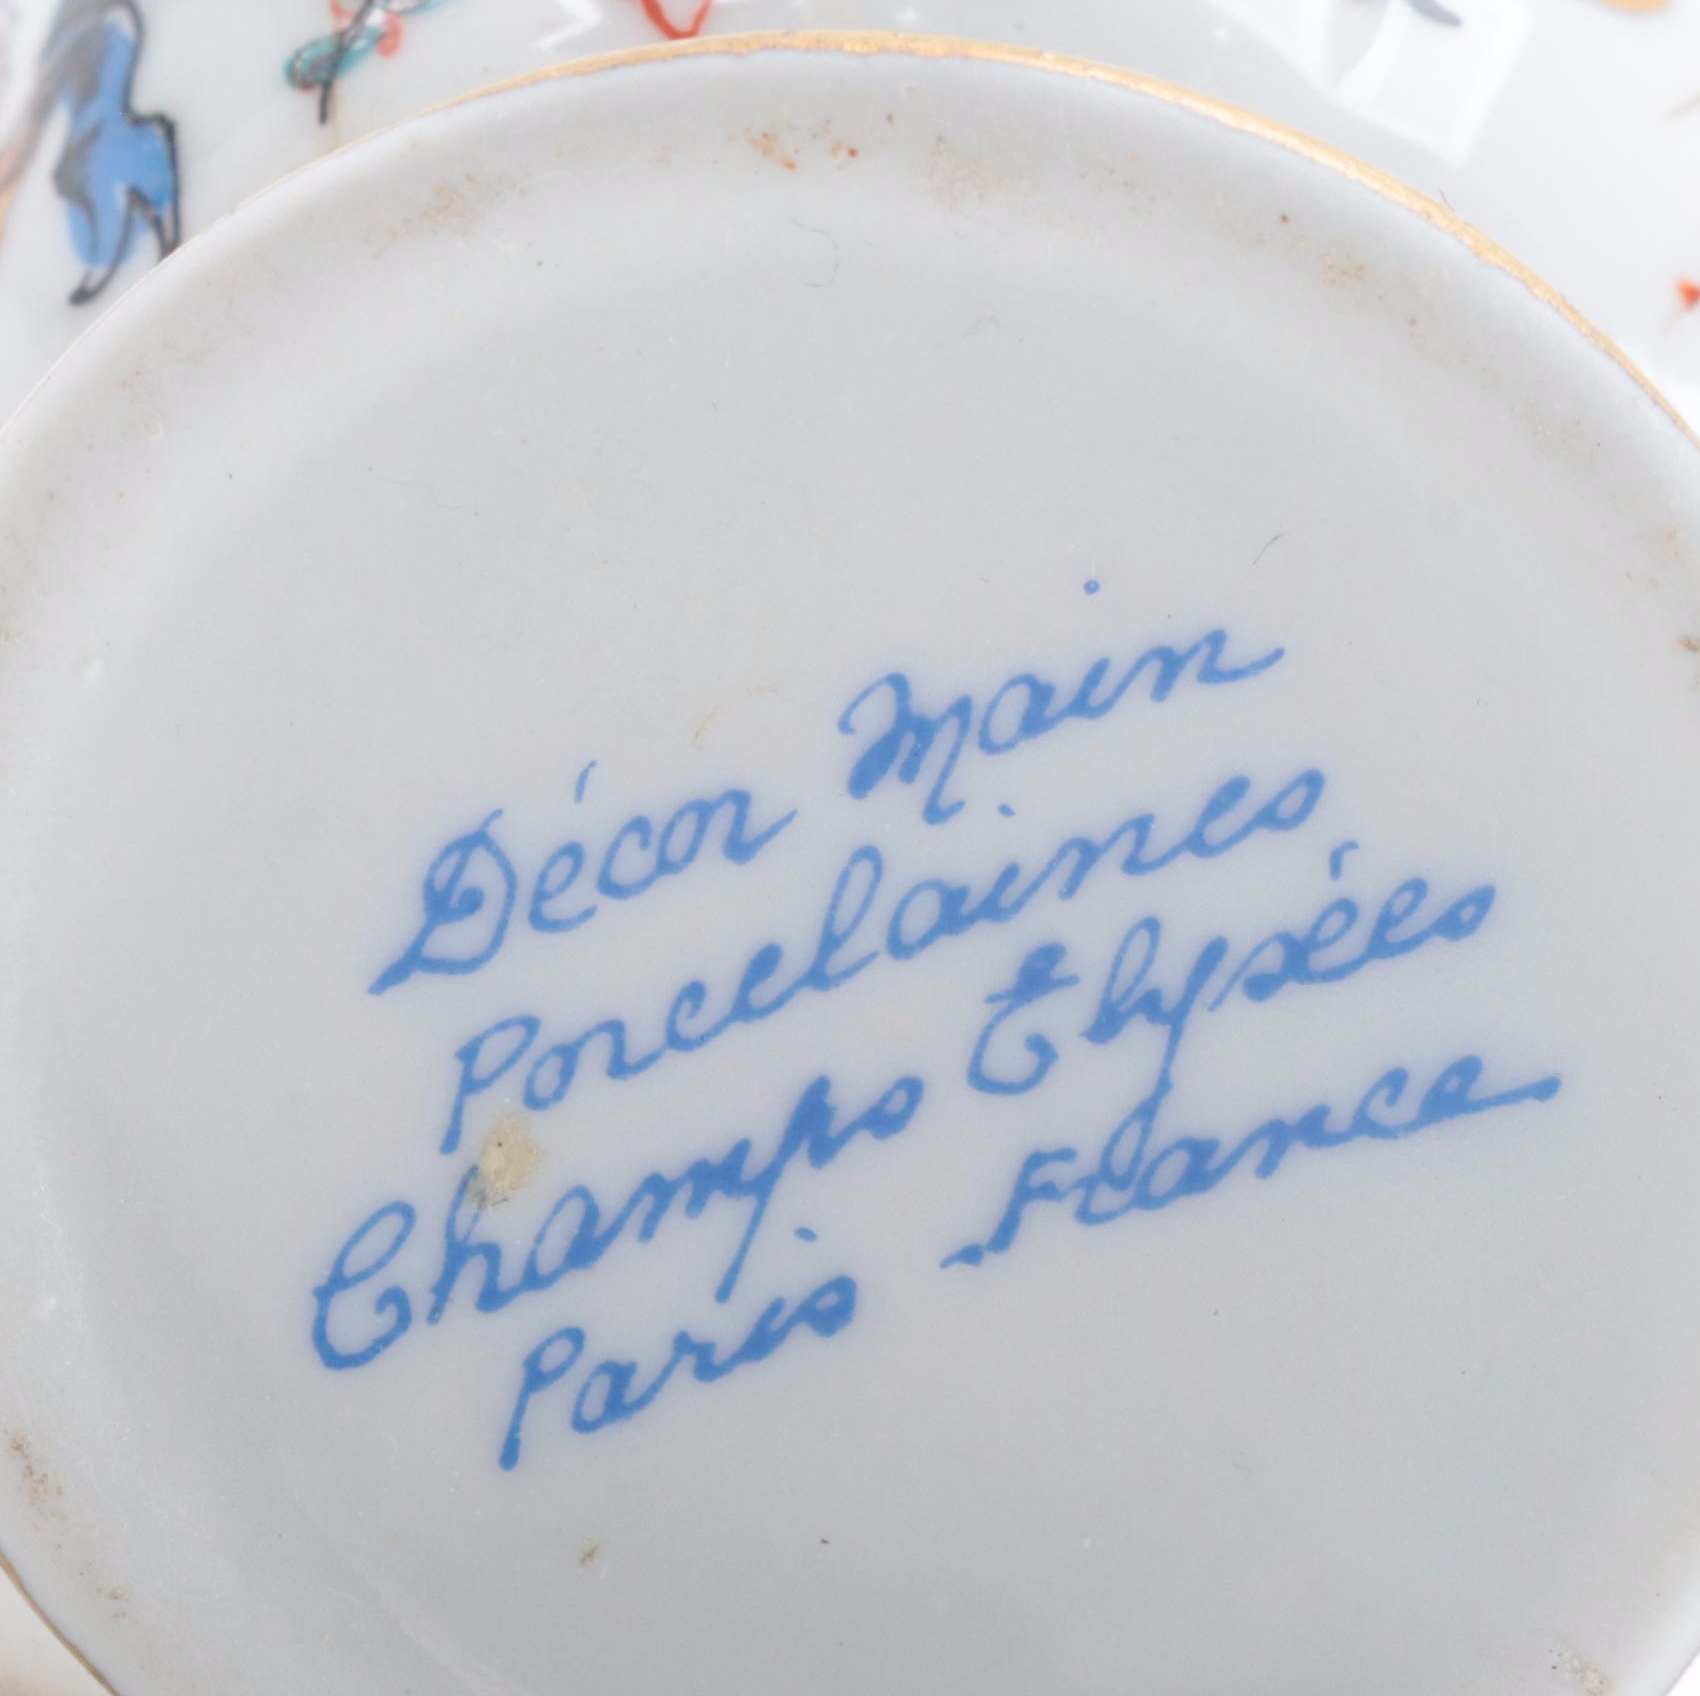 Décor Main
Porcelaines
Champs Elysées
Paris France